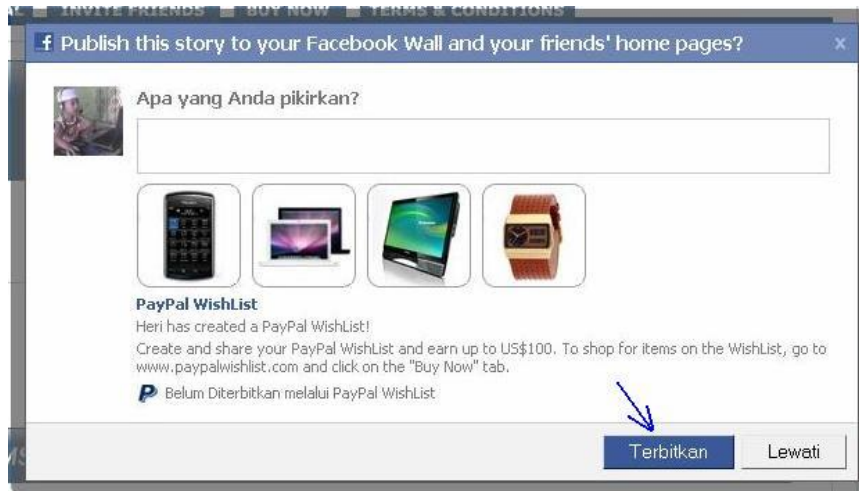 INVITE FRIENDS BUY NOW TERMS & CONDITIONS
Publish this story to your Facebook Wall and your friends' home pages? x
Apa yang Anda pikirkan?
PayPal WishList
Heri has created a PayPal WishList!
Create and share your PayPal WishList and earn up to US$100. To shop for items on the WishList, go to
www.paypalwishlist.com and click on the "Buy Now" tab.
Belum Diterbitkan melalui PayPal WishList
Terbitkan Lewati